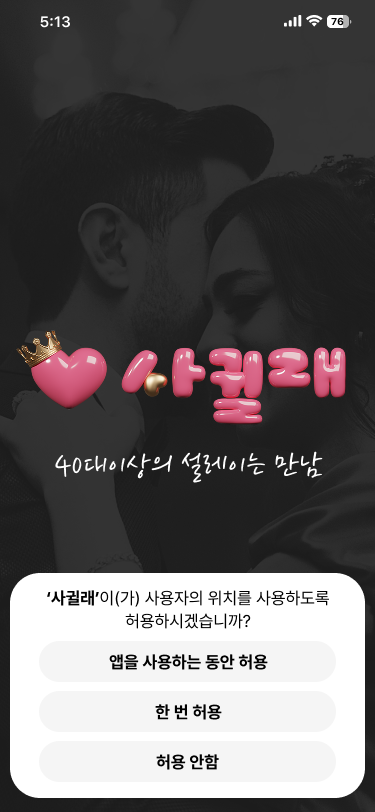 5:13
76
사귈래
40대이상의 설레이는 만남
‘사귈래’이(가) 사용자의 위치를 사용하도록
허용하시겠습니까?
앱을 사용하는 동안 허용
한 번 허용
허용 안함